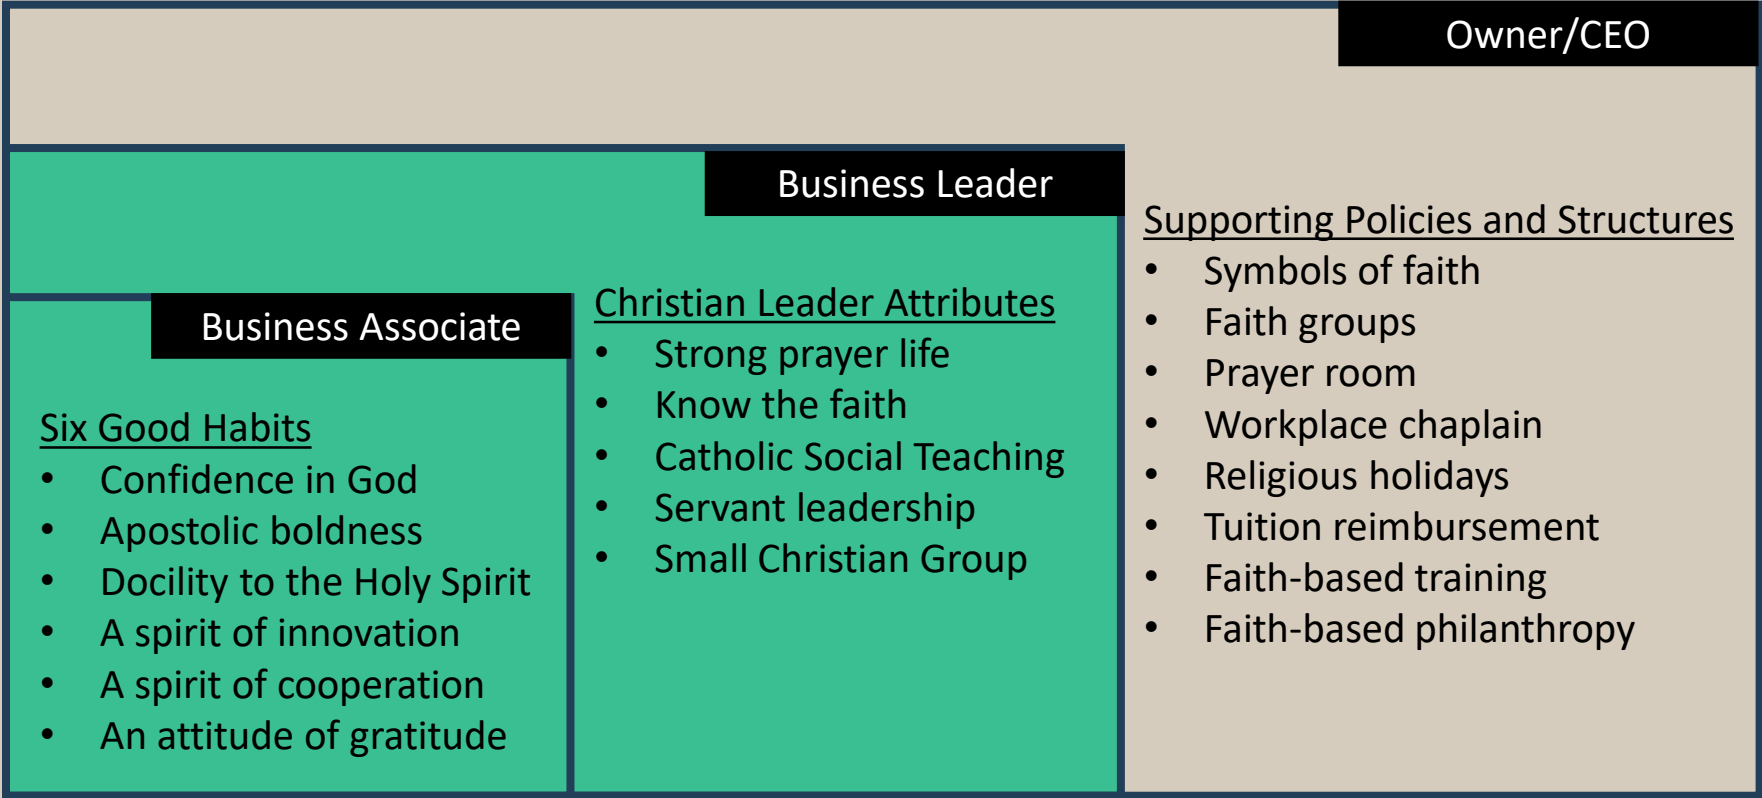 Owner/CEO
Business Leader
Business Associate
Six Good Habits
• Confidence in God
• Apostolic boldness
• Docility to the Holy Spirit
• A spirit of innovation
• A spirit of cooperation
• An attitude of gratitude
Christian Leader Attributes
• Strong prayer life
• Know the faith
• Catholic Social Teaching
• Servant leadership
• Small Christian Group
Supporting Policies and Structures
• Symbols of faith
• Faith groups
• Prayer room
• Workplace chaplain
• Religious holidays
• Tuition reimbursement
• Faith-based training
• Faith-based philanthropy